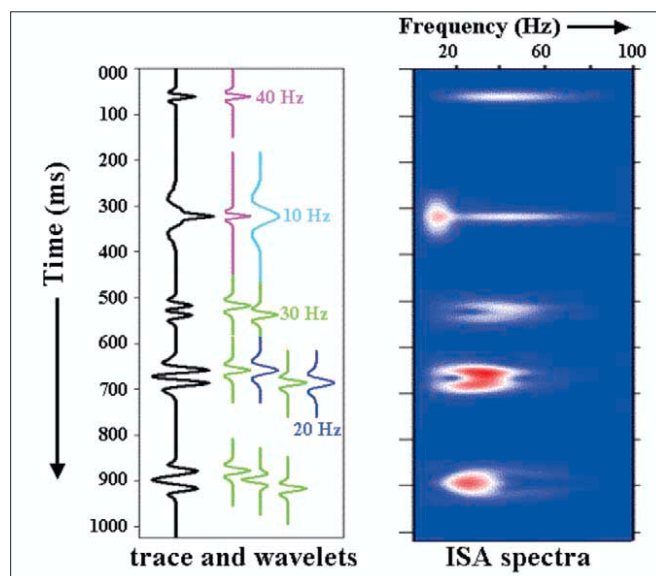 Frequency (Hz)
20 60 100
000
100
200
300
400
500
600
700
800
900
1000
Time (ms)
40 Hz
10 Hz
30 Hz
20 Hz
trace and wavelets
ISA spectra